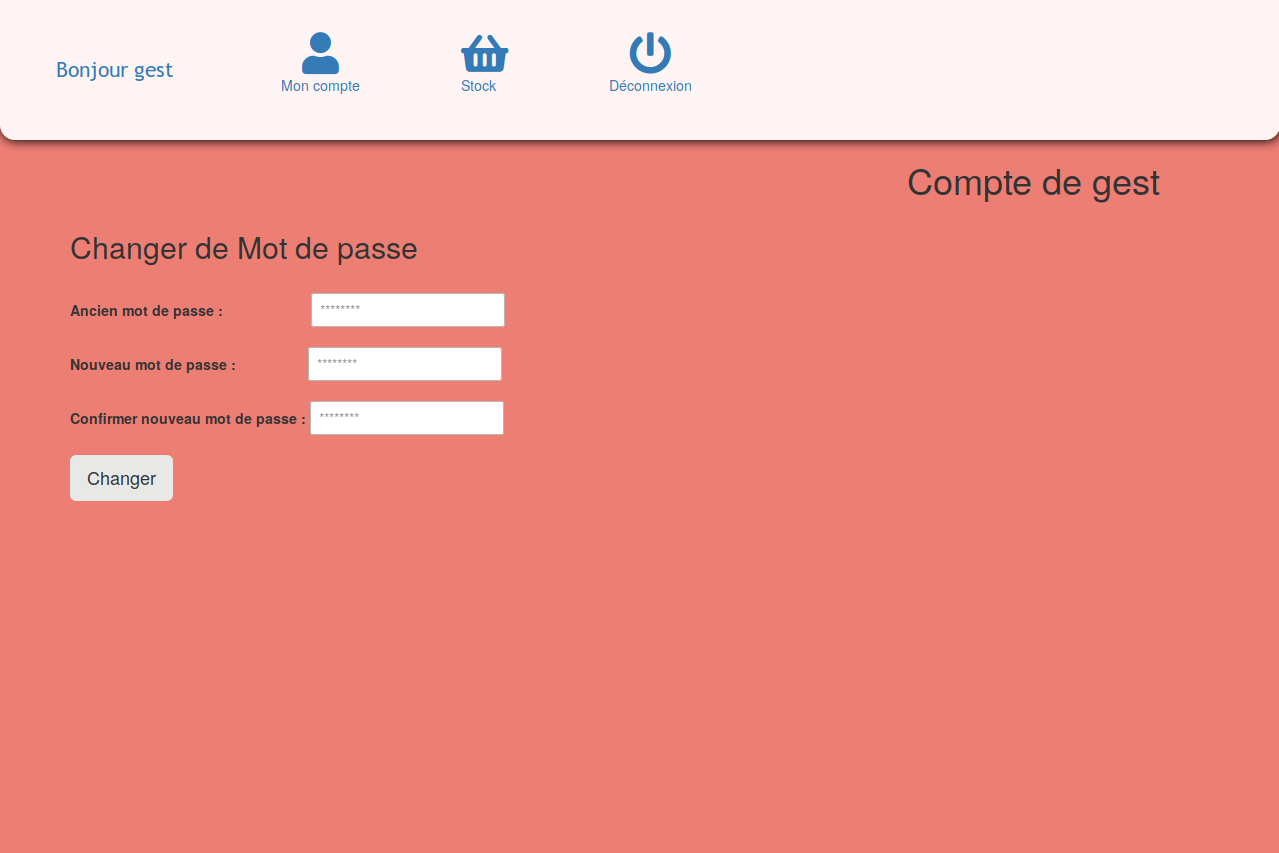 Bonjour gest
Mon compte
Stock
Déconnexion
Compte de gest
Changer de Mot de passe
Ancien mot de passe : ********
Nouveau mot de passe : ********
Confirmer nouveau mot de passe : ********
Changer